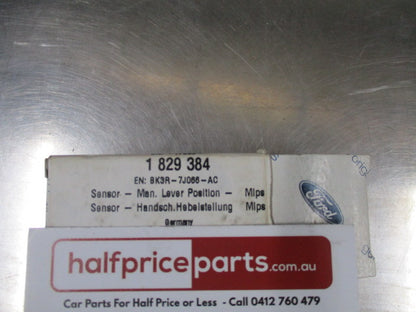 1 829 384
EN: BK3R-7J066-AC
Sensor - Man. Lever Position - Mips
Sensor - Handsch.Hebelstellung Mips
Germany
Ford
halfpriceparts.com.au
Car Parts For Half Price or Less - Call 0412 760 479